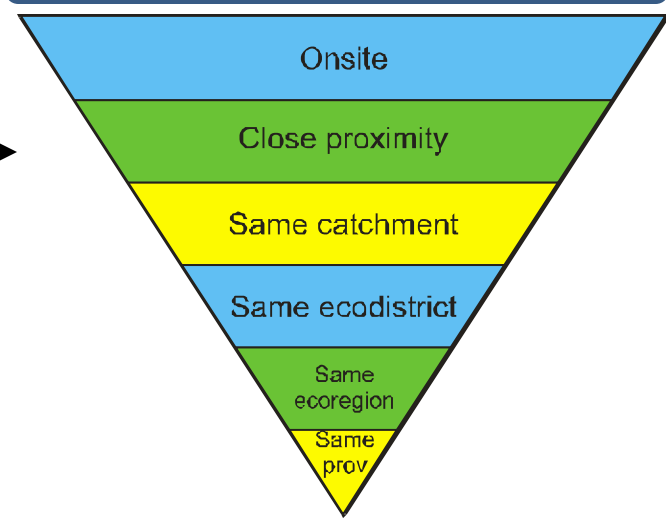 Onsite
Close proximity
Same catchment
Same ecodistrict
Same
ecoregion
Same
prov